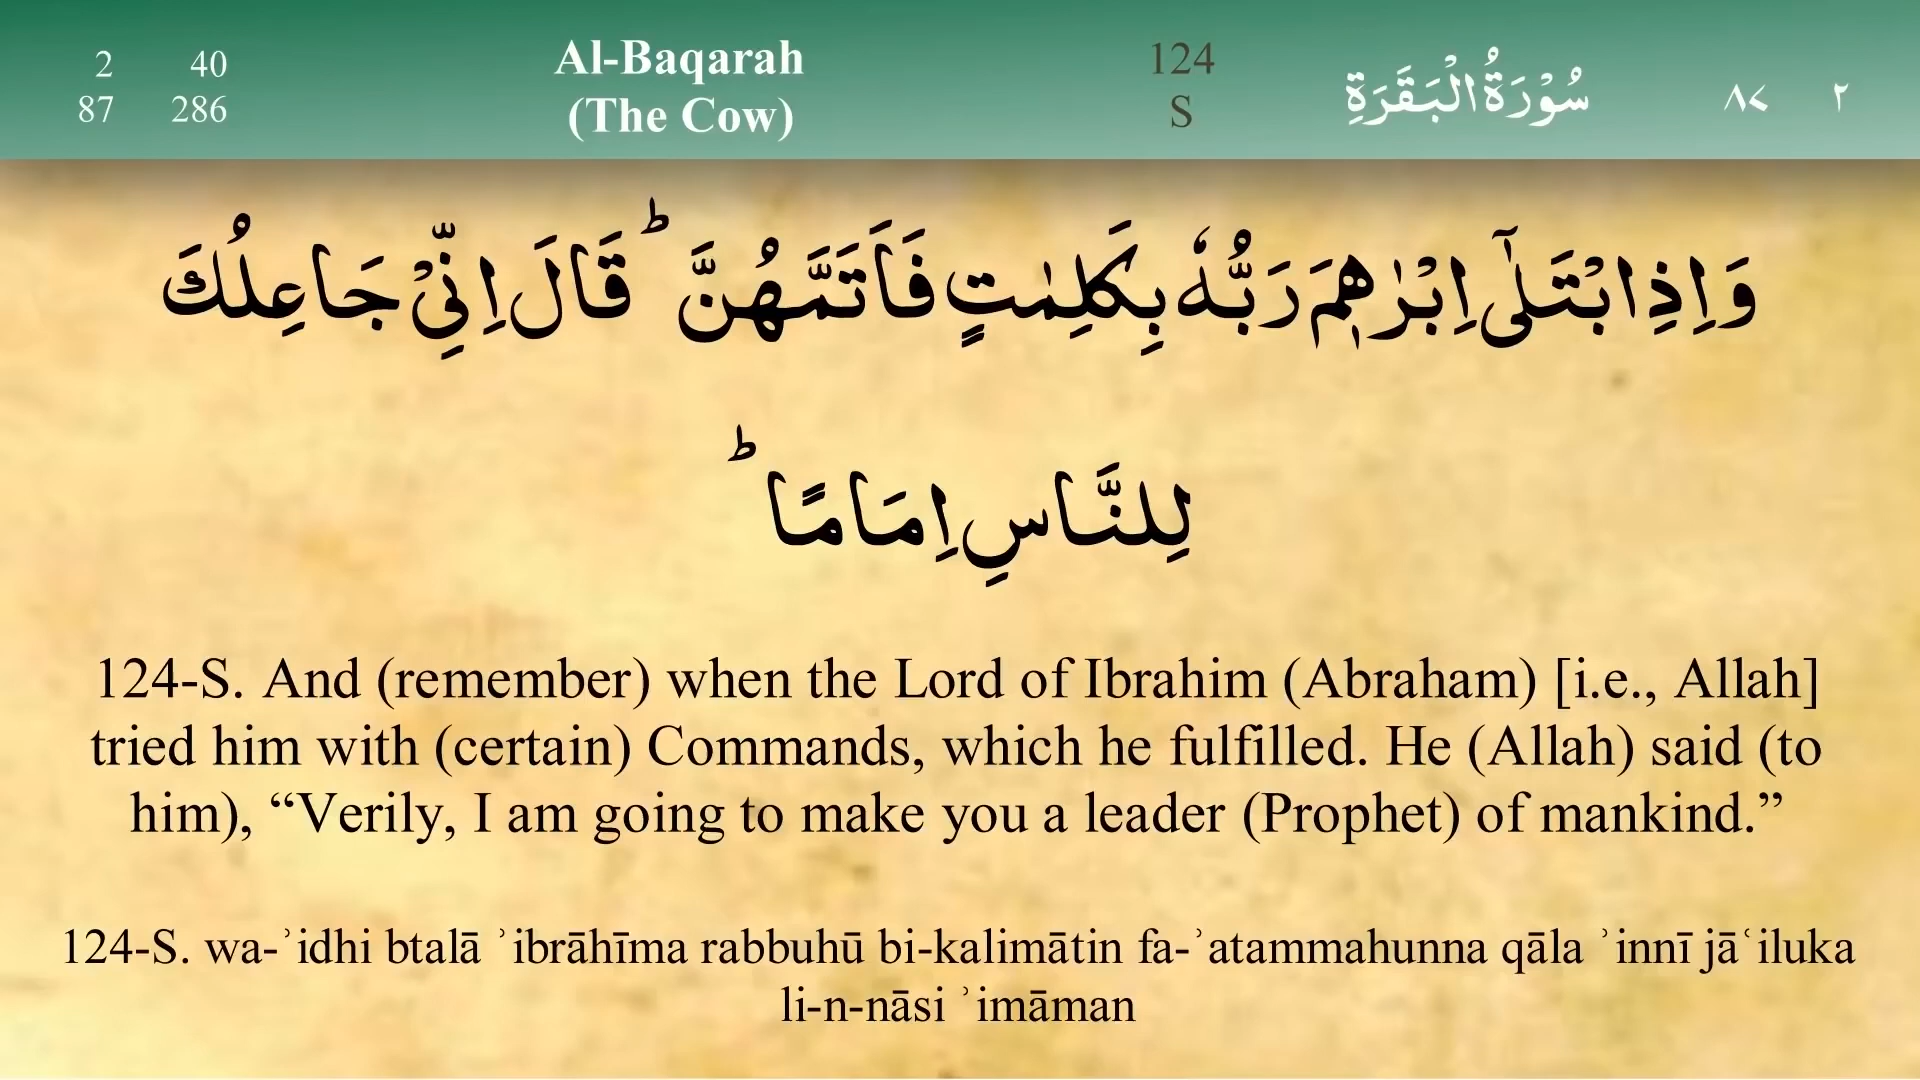 2 40
87 286
Al-Baqarah
(The Cow)
124
S
سُوْرَةُ الْبَقَرَةِ
٨٧ ٢
وَاِذِ ابْتَلٰٓى اِبْرٰهٖمَ رَبُّهٗ بِكَلِمٰتٍ فَاَتَمَّهُنَّ ؕ قَالَ اِنِّيْ جَاعِلُكَ
لِلنَّاسِ اِمَامًا ؕ
124-S. And (remember) when the Lord of Ibrahim (Abraham) [i.e., Allah]
tried him with (certain) Commands, which he fulfilled. He (Allah) said (to
him), “Verily, I am going to make you a leader (Prophet) of mankind.”
124-S. wa-ʾidhi btalā ʾibrāhīma rabbuhū bi-kalimātin fa-ʾatammahunna qāla ʾinnī jāʿiluka
li-n-nāsi ʾimāman